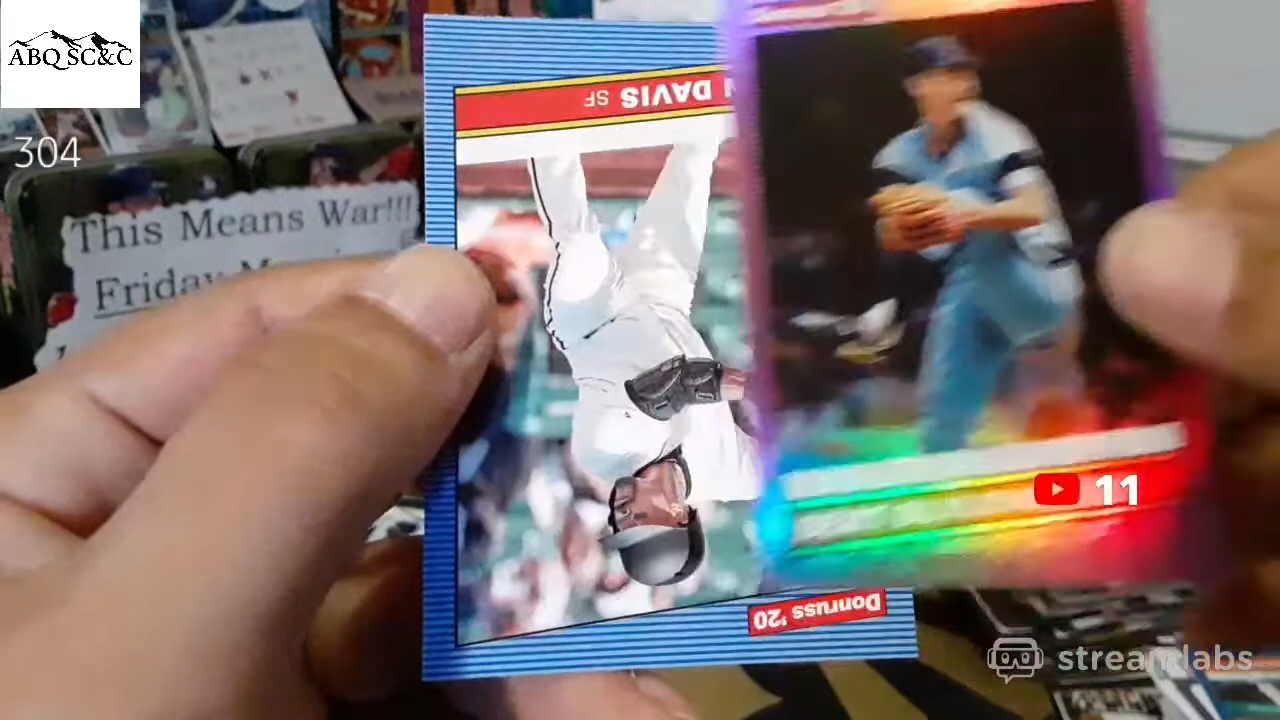 ABQ SC&C
304
This Means War!!!
Friday
N DAVIS SF
Donruss '20
11
streamlabs